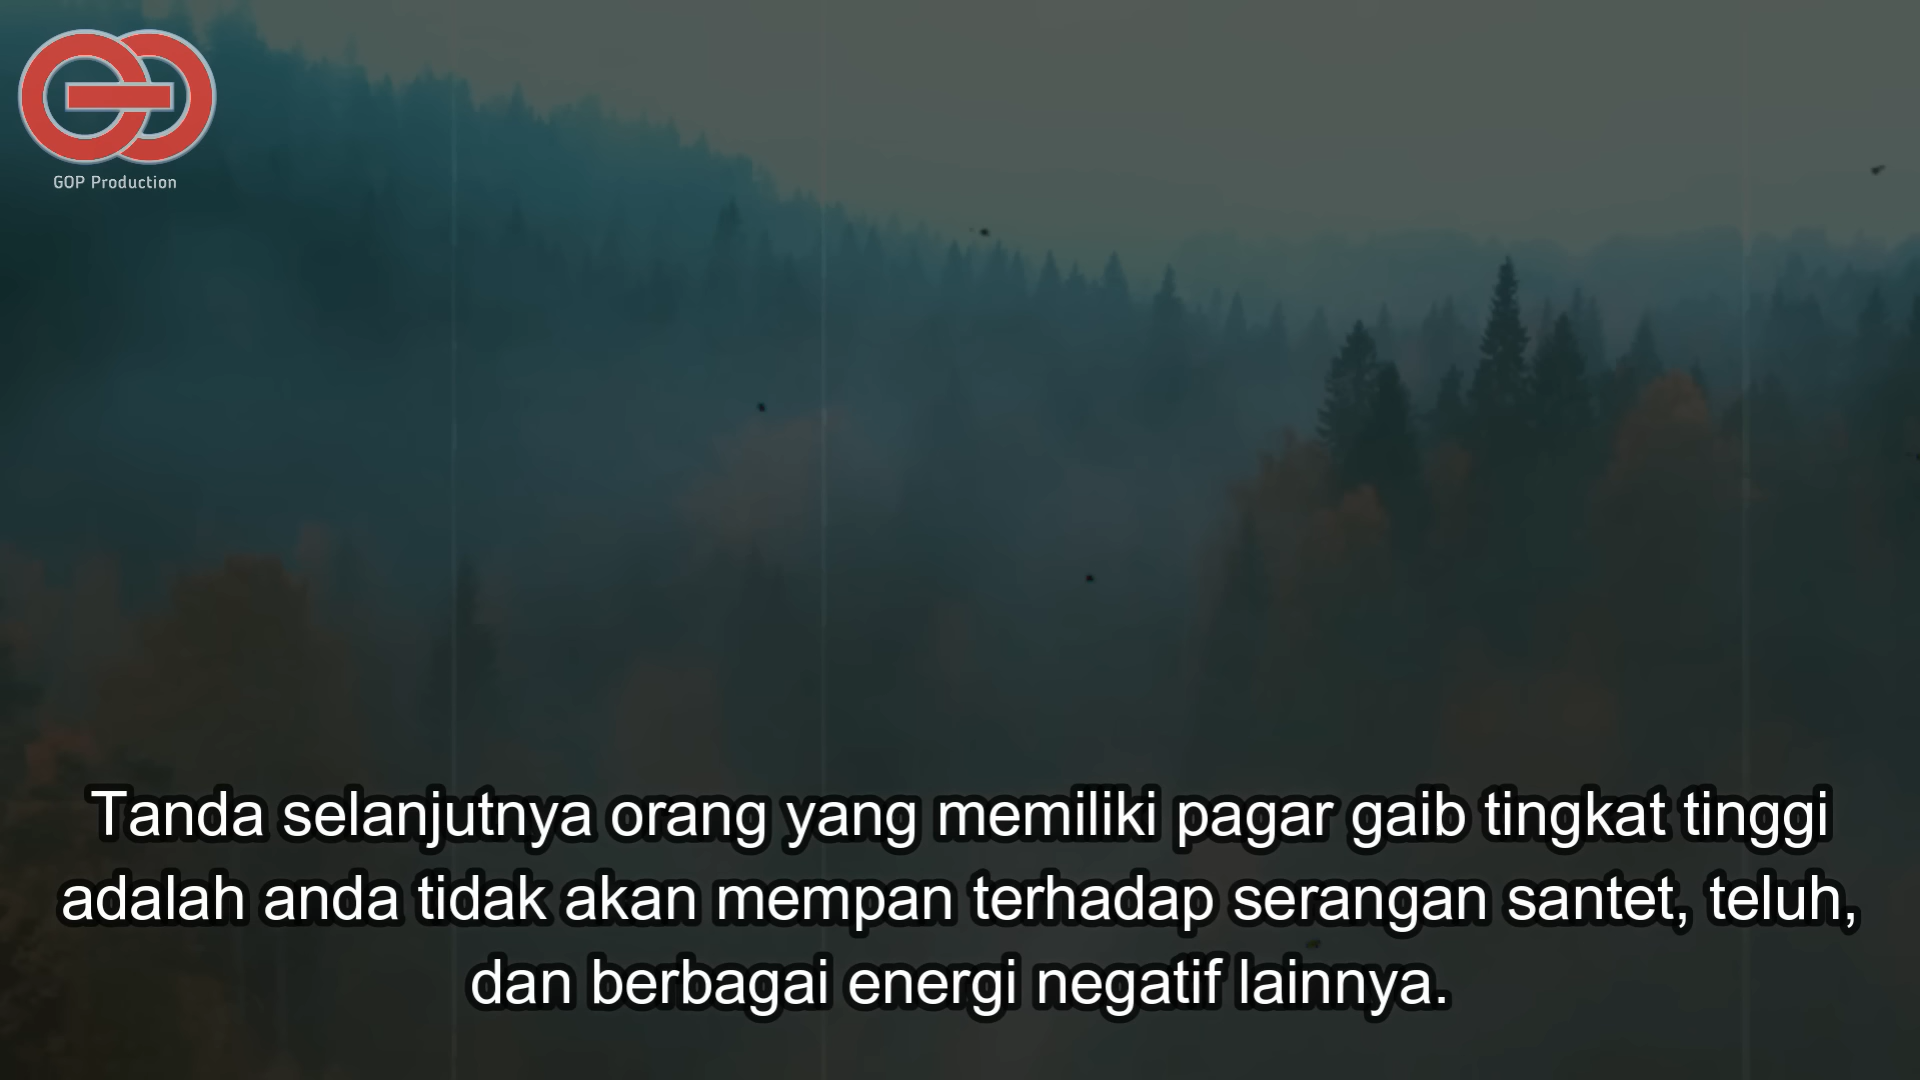 GOP Production
Tanda selanjutnya orang yang memiliki pagar gaib tingkat tinggi
adalah anda tidak akan mempan terhadap serangan santet, teluh,
dan berbagai energi negatif lainnya.